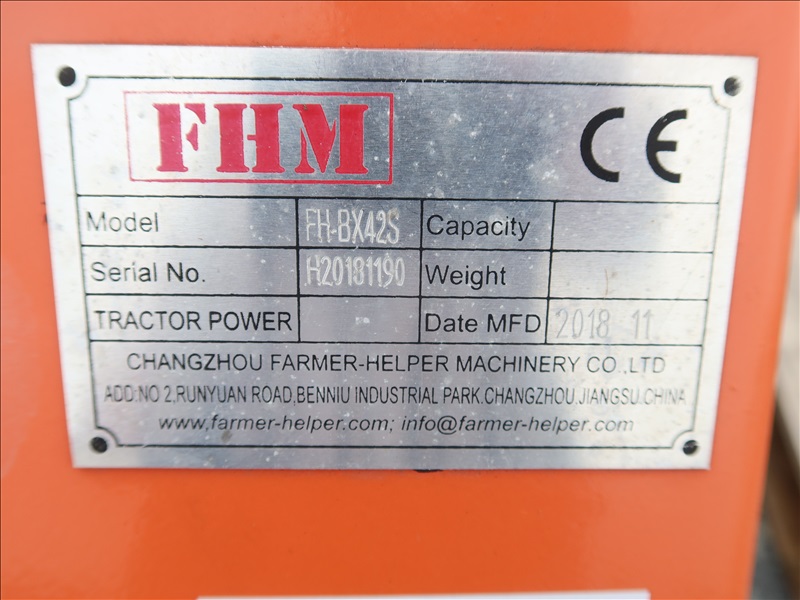 FHM CE
Model FH-BX42S Capacity
Serial No. H20181190 Weight
TRACTOR POWER - Date MFD 2018 11
CHANGZHOU FARMER-HELPER MACHINERY CO.,LTD
ADD:NO 2,RUNYUAN ROAD,BENNIU INDUSTRIAL PARK.CHANGZHOU,JIANGSU.CHINA
www.farmer-helper.com; info@farmer-helper.com